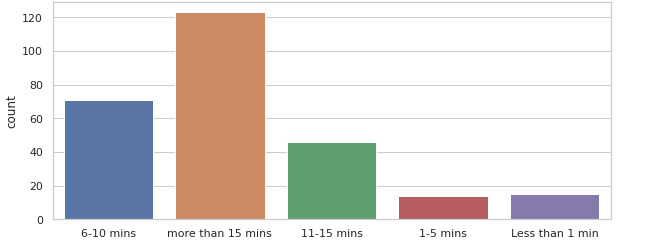 120
100
80
60
40
20
0
count
6-10 mins
more than 15 mins
11-15 mins
1-5 mins
Less than 1 min